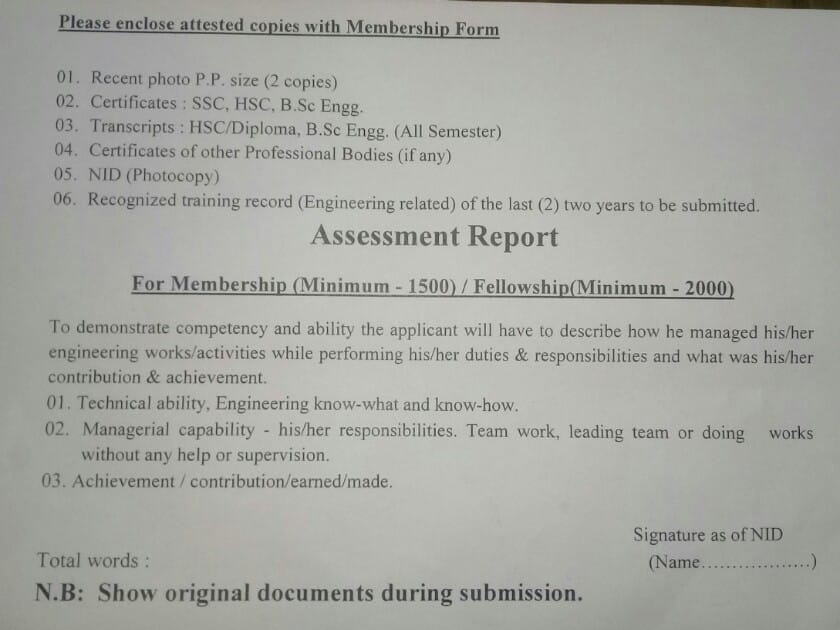 Please enclose attested copies with Membership Form
01. Recent photo P.P. size (2 copies)
02. Certificates : SSC, HSC, B.Sc Engg.
03. Transcripts : HSC/Diploma, B.Sc Engg. (All Semester)
04. Certificates of other Professional Bodies (if any)
05. NID (Photocopy)
06. Recognized training record (Engineering related) of the last (2) two years to be submitted.
Assessment Report
For Membership (Minimum - 1500) / Fellowship(Minimum - 2000)
To demonstrate competency and ability the applicant will have to describe how he managed his/her
engineering works/activities while performing his/her duties & responsibilities and what was his/her
contribution & achievement.
01. Technical ability, Engineering know-what and know-how.
02. Managerial capability - his/her responsibilities. Team work, leading team or doing works
without any help or supervision.
03. Achievement / contribution/earned/made.
Signature as of NID
Total words :
(Name..................)
N.B: Show original documents during submission.